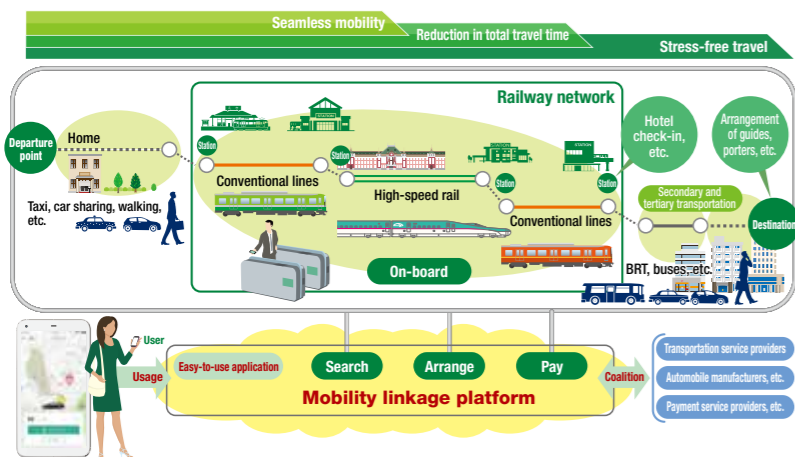 Seamless mobility
Reduction in total travel time
Stress-free travel
Railway network
Departure
point
Home
Taxi, car sharing, walking,
etc.
Station
Conventional lines
Station
STATION
High-speed rail
Station
Conventional lines
STATION
Station
On-board
Hotel
check-in,
etc.
Arrangement
of guides,
porters, etc.
Secondary and
tertiary transportation
Destination
BRT, buses, etc.
User
Usage
Easy-to-use application
Search
Arrange
Pay
Mobility linkage platform
Coalition
Transportation service providers
Automobile manufacturers, etc.
Payment service providers, etc.